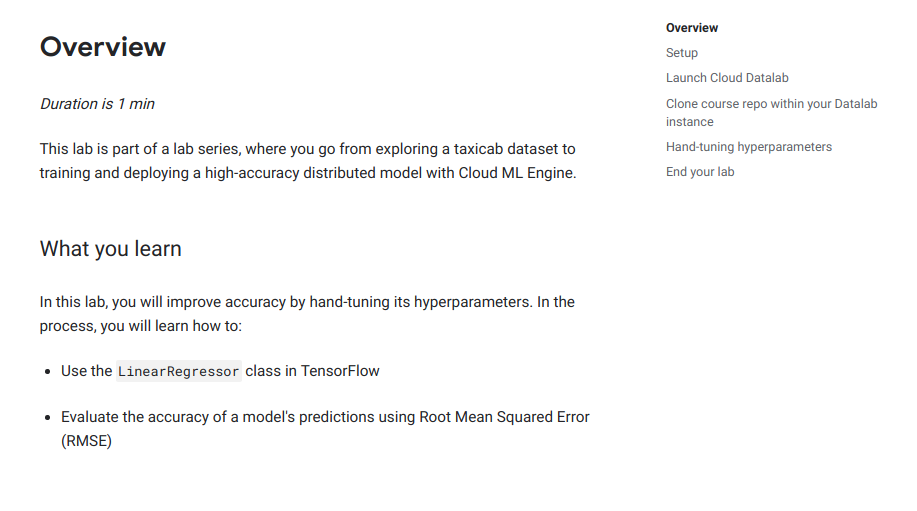 Overview
Duration is 1 min
This lab is part of a lab series, where you go from exploring a taxicab dataset to
training and deploying a high-accuracy distributed model with Cloud ML Engine.
What you learn
In this lab, you will improve accuracy by hand-tuning its hyperparameters. In the
process, you will learn how to:
• Use the LinearRegressor class in TensorFlow
• Evaluate the accuracy of a model's predictions using Root Mean Squared Error
(RMSE)
Overview
Setup
Launch Cloud Datalab
Clone course repo within your Datalab
instance
Hand-tuning hyperparameters
End your lab